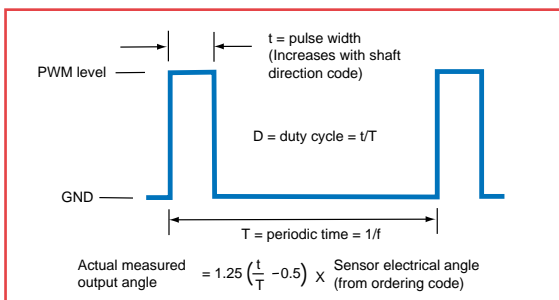 t = pulse width
(Increases with shaft
direction code)
PWM level
D = duty cycle = t/T
GND
T = periodic time = 1/f
Actual measured output angle = 1.25 (t/T −0.5) X Sensor electrical angle (from ordering code)